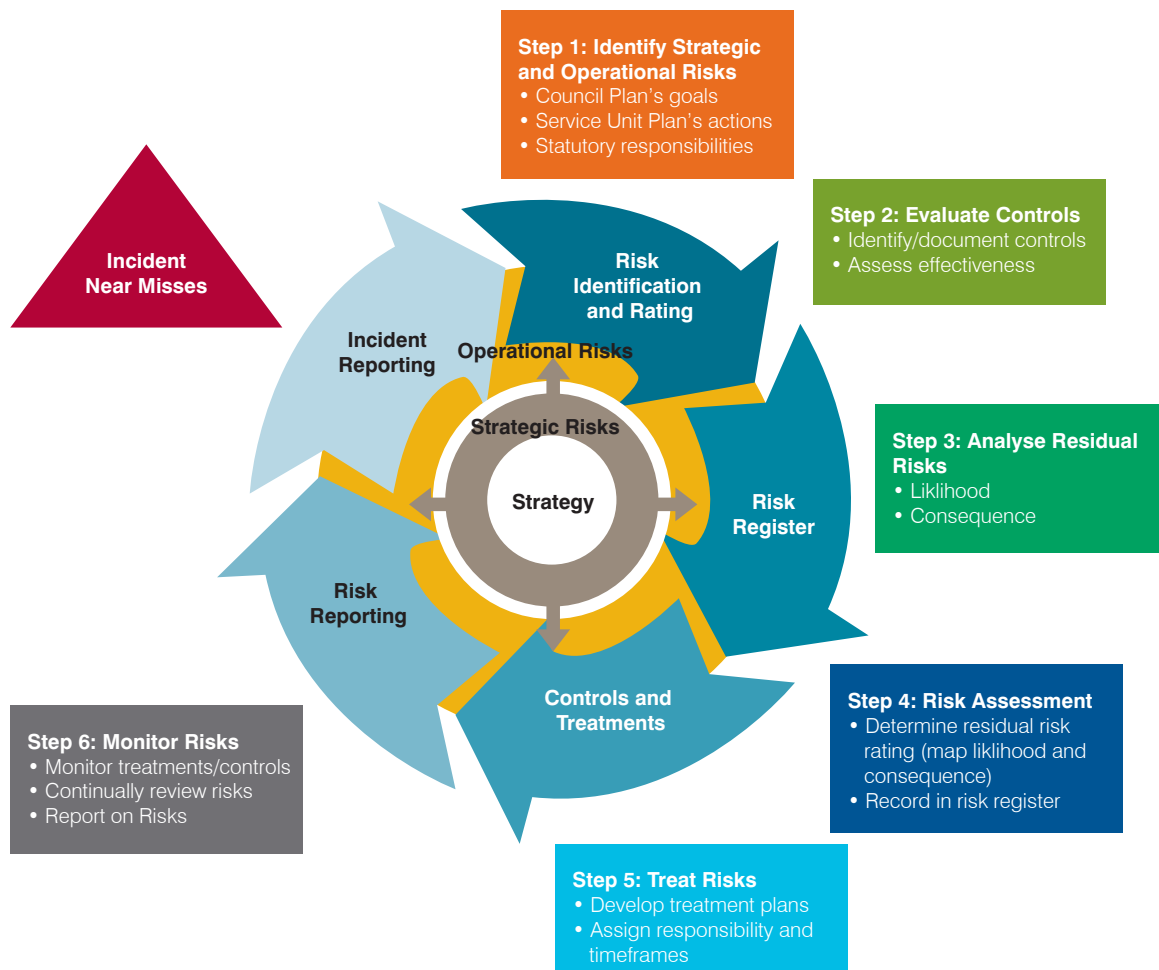 Step 1: Identify Strategic
and Operational Risks
• Council Plan’s goals
• Service Unit Plan’s actions
• Statutory responsibilities
Step 2: Evaluate Controls
• Identify/document controls
• Assess effectiveness
Incident
Near Misses
Risk
Identification
and Rating
Incident
Reporting
Operational Risks
Strategic Risks
Strategy
Step 3: Analyse Residual
Risks
• Liklihood
• Consequence
Risk
Register
Risk
Reporting
Controls and
Treatments
Step 4: Risk Assessment
• Determine residual risk
rating (map liklihood and
consequence)
• Record in risk register
Step 6: Monitor Risks
• Monitor treatments/controls
• Continually review risks
• Report on Risks
Step 5: Treat Risks
• Develop treatment plans
• Assign responsibility and
timeframes